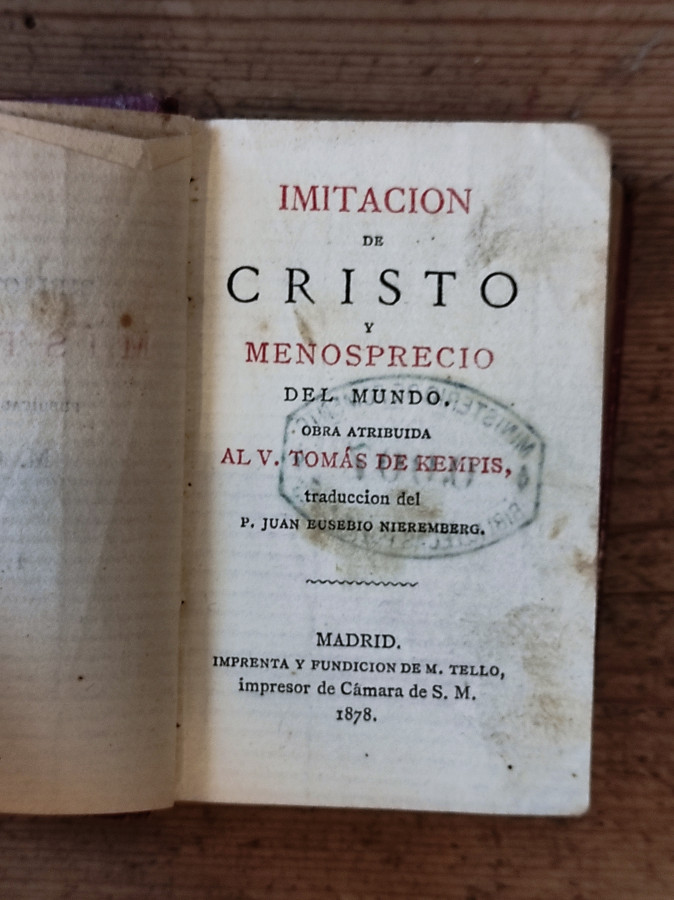 IMITACION
DE
CRISTO
Y
MENOSPRECIO
DEL MUNDO.
OBRA ATRIBUIDA
AL V. TOMÁS DE KEMPIS,
traduccion del
P. JUAN EUSEBIO NIEREMBERG.
MADRID.
IMPRENTA Y FUNDICION DE M. TELLO,
impresor de Cámara de S. M.
1878.